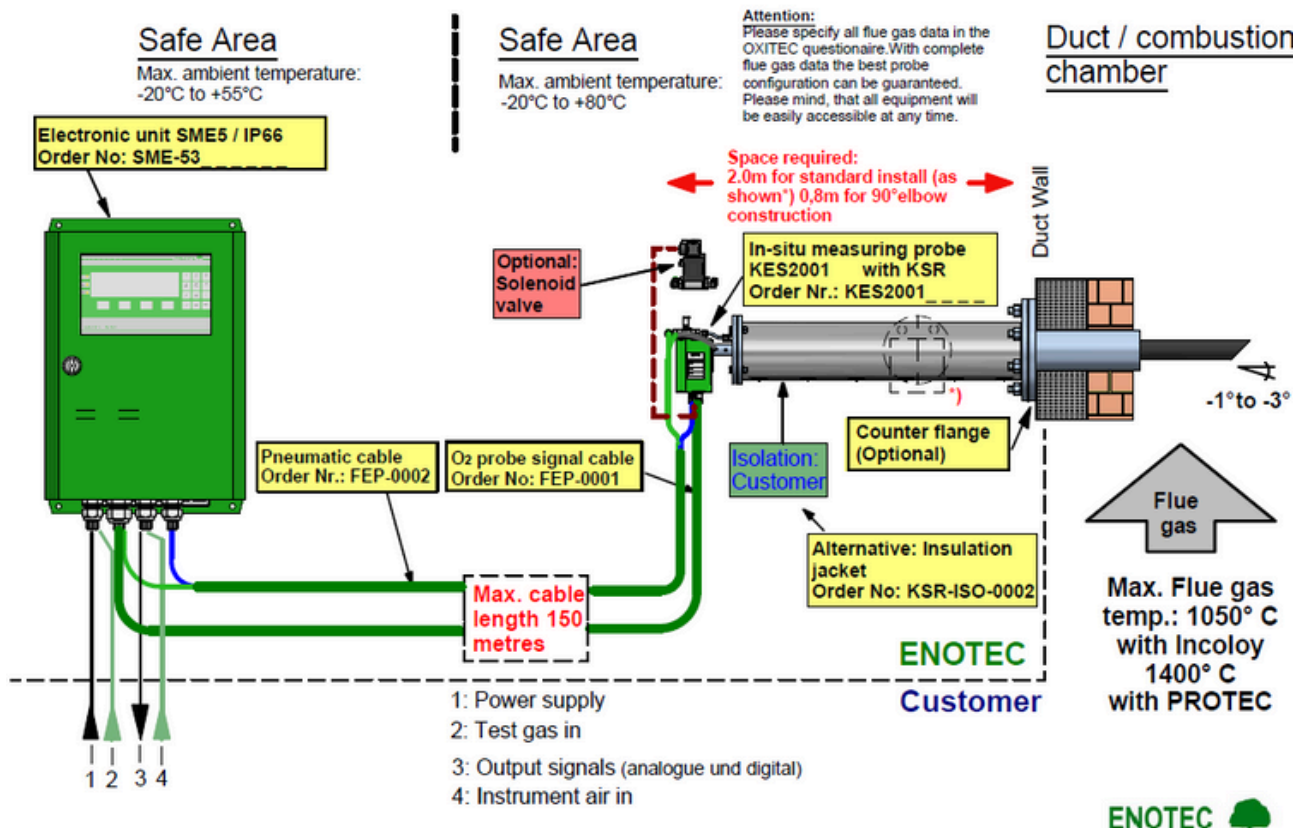 Safe Area
Max. ambient temperature:
-20°C to +55°C
Electronic unit SME5 / IP66
Order No: SME-53_ _ _ _ _ _
Safe Area
Max. ambient temperature:
-20°C to +80°C
Attention:
Please specify all flue gas data in the
OXITEC questionaire.With complete
flue gas data the best probe
configuration can be guaranteed.
Please mind, that all equipment will
be easily accessible at any time.
Duct / combustion
chamber
Space required:
2.0m for standard install (as
shown*) 0,8m for 90°elbow
construction
Duct Wall
Optional:
Solenoid
valve
In-situ measuring probe
KES2001 with KSR
Order Nr.: KES2001_ _ _ _
*)
-1°to -3°
Pneumatic cable
Order Nr.: FEP-0002
O2 probe signal cable
Order No: FEP-0001
Isolation:
Customer
Counter flange
(Optional)
Alternative: Insulation
jacket
Order No: KSR-ISO-0002
Flue
gas
Max. cable
length 150
metres
Max. Flue gas
temp.: 1050° C
with Incoloy
1400° C
with PROTEC
ENOTEC
Customer
1: Power supply
2: Test gas in
3: Output signals (analogue und digital)
4: Instrument air in
1 2 3 4
ENOTEC